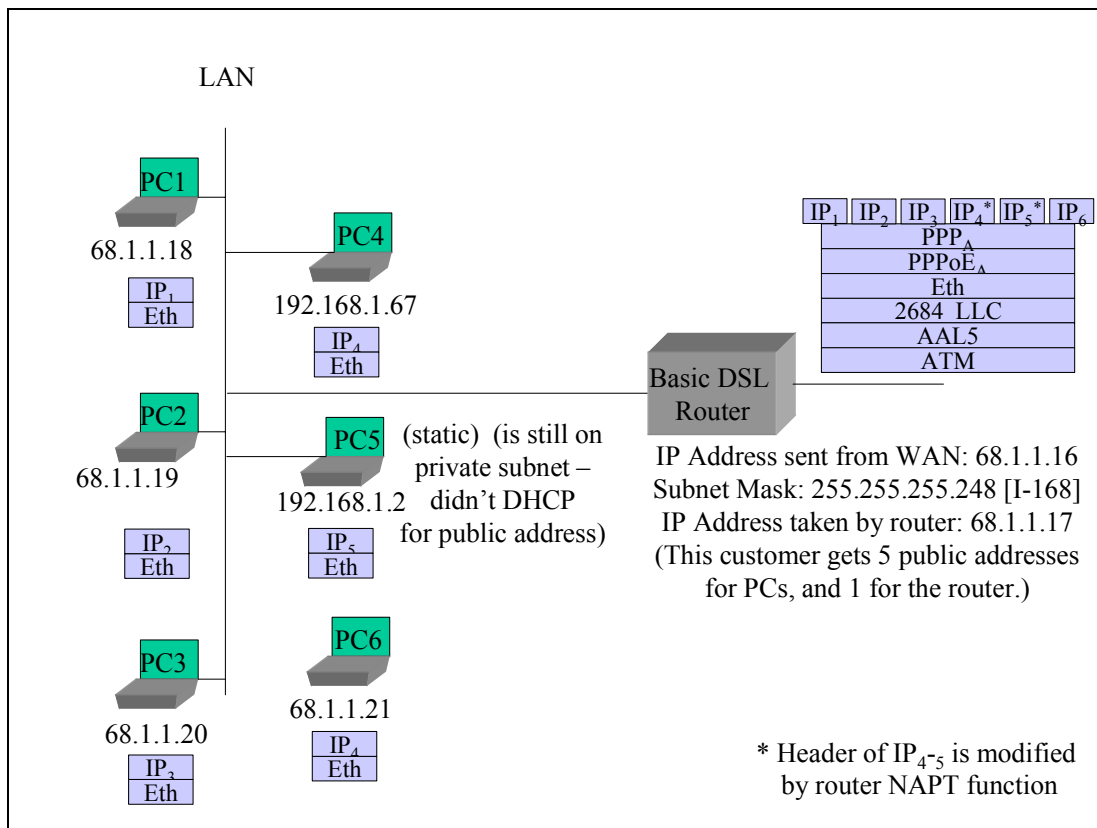 LAN
PC1
68.1.1.18
IP1
Eth
PC4
192.168.1.67
IP4
Eth
PC2
68.1.1.19
IP2
Eth
PC5
192.168.1.2
IP5
Eth
(static) (is still on
private subnet –
didn’t DHCP
for public address)
PC3
68.1.1.20
IP3
Eth
PC6
68.1.1.21
IP4
Eth
Basic DSL
Router
IP1 IP2 IP3 IP4* IP5* IP6
PPPA
PPPoEA
Eth
2684 LLC
AAL5
ATM
IP Address sent from WAN: 68.1.1.16
Subnet Mask: 255.255.255.248 [I-168]
IP Address taken by router: 68.1.1.17
(This customer gets 5 public addresses
for PCs, and 1 for the router.)
* Header of IP4-5 is modified
by router NAPT function